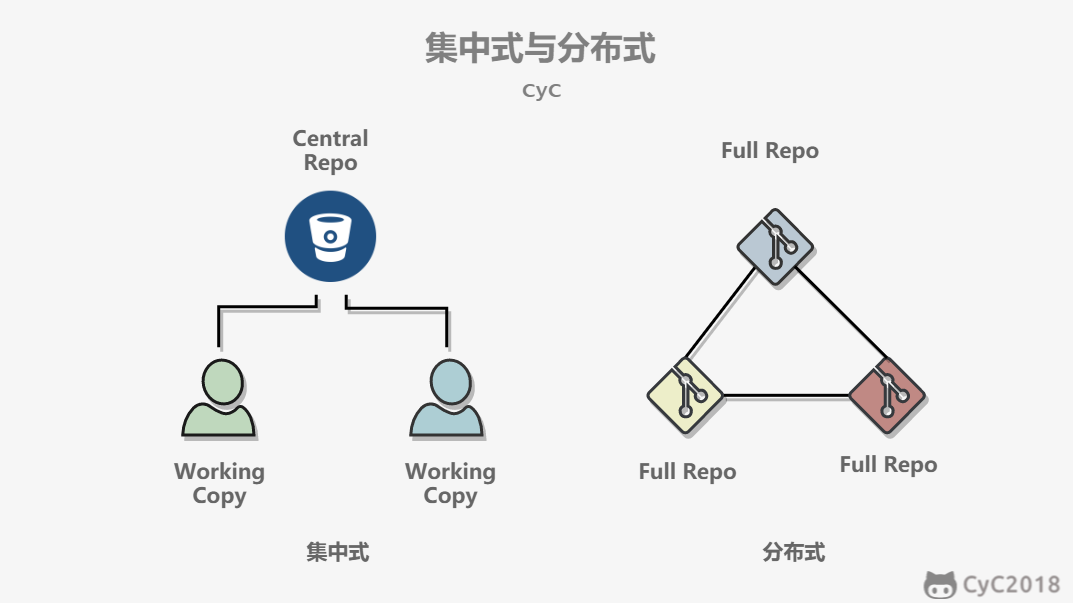 集中式与分布式
CyC
Central
Repo
Working
Copy
Working
Copy
集中式
Full Repo
Full Repo
Full Repo
分布式
CyC2018